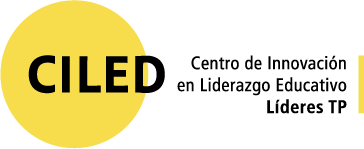 CILED
Centro de Innovación
en Liderazgo Educativo
Líderes TP